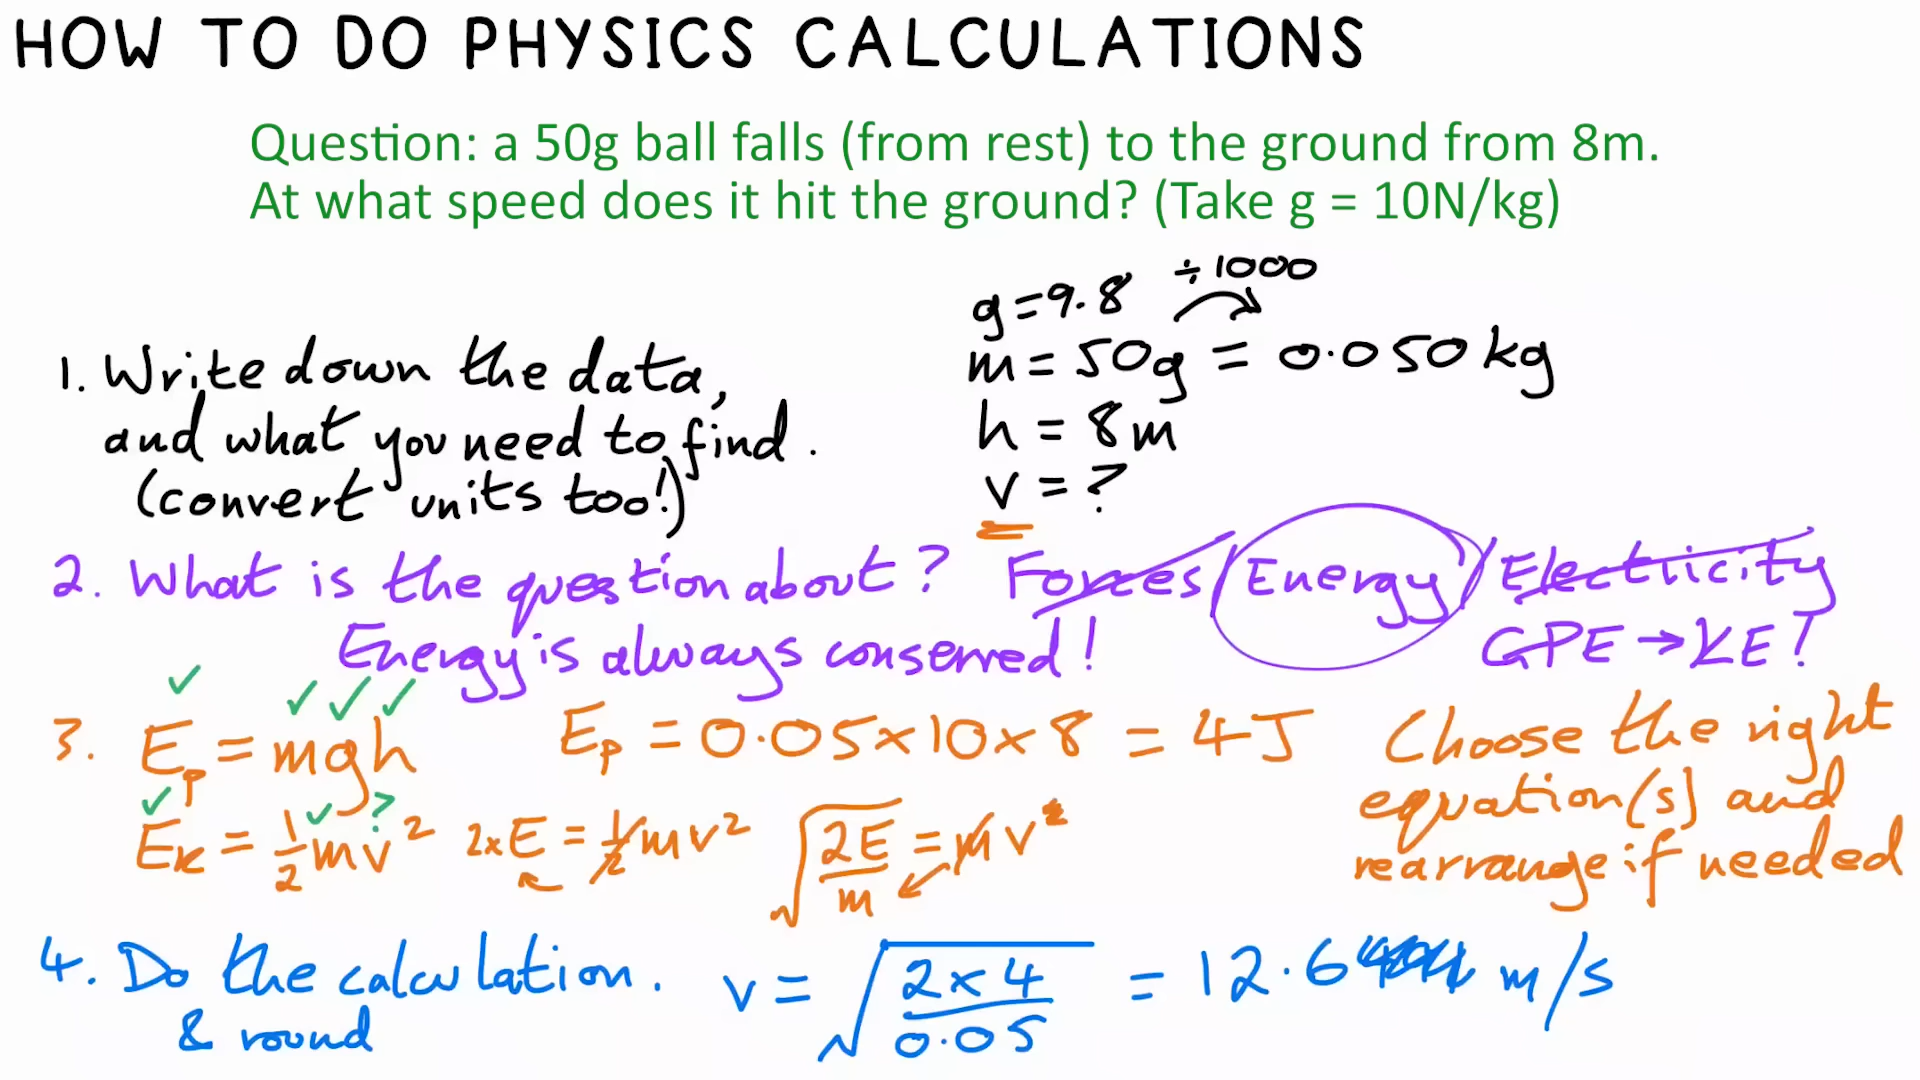 HOW TO DO PHYSICS CALCULATIONS
Question: a 50g ball falls (from rest) to the ground from 8m.
At what speed does it hit the ground? (Take g = 10N/kg)
1. Write down the data,
and what you need to find.
(convert units too!)
g = 9.8 ÷1000
m = 50g = 0.050 kg
h = 8m
v = ?
2. What is the question about? Forces / Energy / Electricity
Energy is always conserved! GPE → KE!
✓ ✓ ✓ ✓
3. Ep = mgh Ep = 0.05 × 10 × 8 = 4J Choose the right
equation(s) and
rearrange if needed
✓ ✓ ?
Ek = ½mv² 2× E = ½mv² √2E/m = mv²
4. Do the calculation. v = √(2×4/0.05) = 12.6 m/s
& round